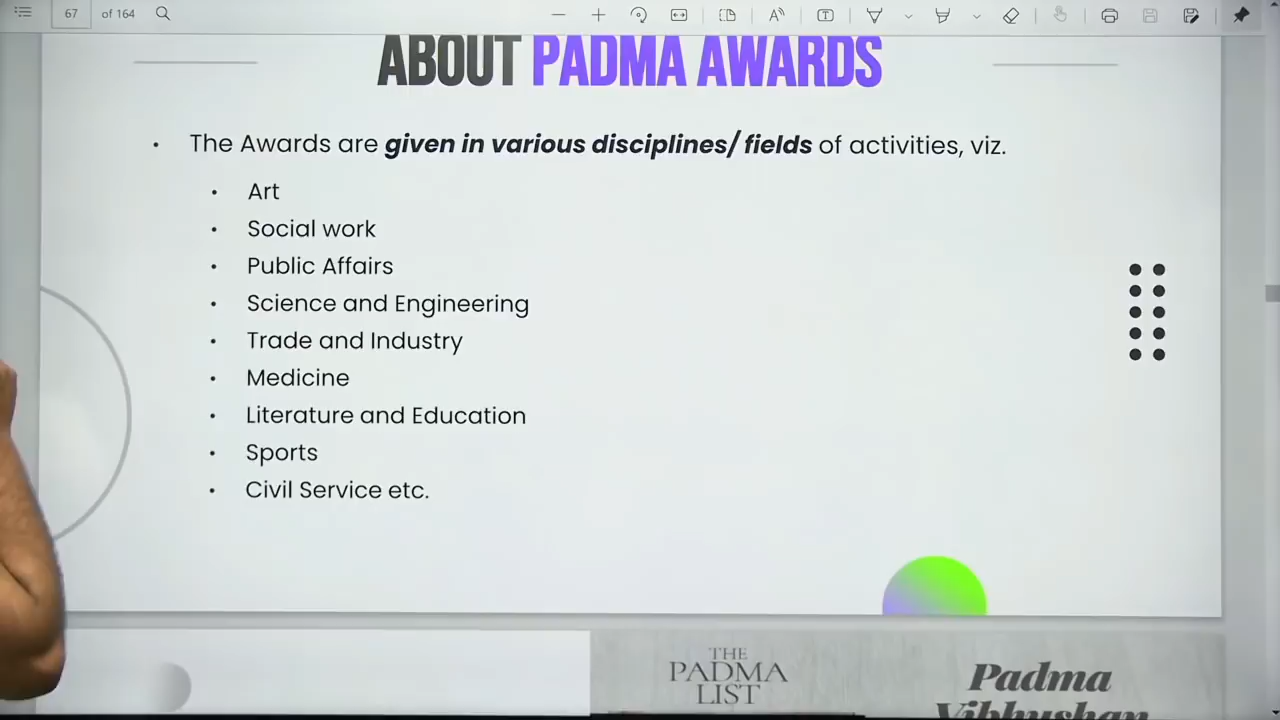 67 of 164
ABOUT PADMA AWARDS
• The Awards are given in various disciplines/ fields of activities, viz.
• Art
• Social work
• Public Affairs
• Science and Engineering
• Trade and Industry
• Medicine
• Literature and Education
• Sports
• Civil Service etc.
THE
PADMA
LIST
Padma
Vibhushan